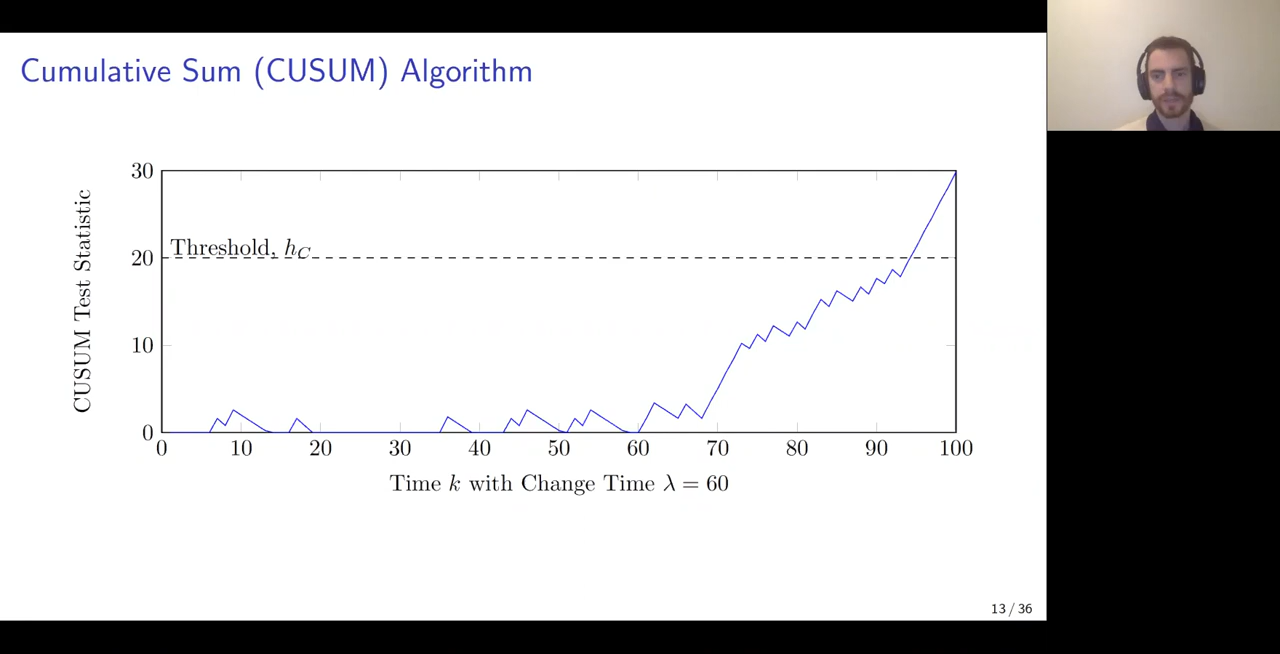 Cumulative Sum (CUSUM) Algorithm
30
20
10
0
CUSUM Test Statistic
Threshold, h_C
0 10 20 30 40 50 60 70 80 90 100
Time k with Change Time λ = 60
13 / 36